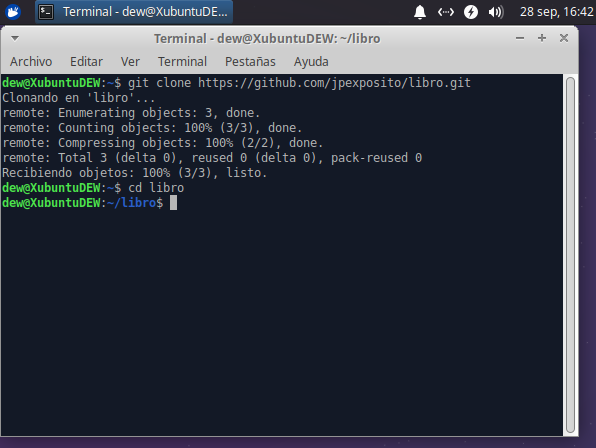 Terminal - dew@XubuntuDE...
28 sep, 16:42
Terminal - dew@XubuntuDEW: ~/libro
Archivo Editar Ver Terminal Pestañas Ayuda
dew@XubuntuDEW:~$ git clone https://github.com/jpexposito/libro.git
Clonando en 'libro'...
remote: Enumerating objects: 3, done.
remote: Counting objects: 100% (3/3), done.
remote: Compressing objects: 100% (2/2), done.
remote: Total 3 (delta 0), reused 0 (delta 0), pack-reused 0
Recibiendo objetos: 100% (3/3), listo.
dew@XubuntuDEW:~$ cd libro
dew@XubuntuDEW:~/libro$